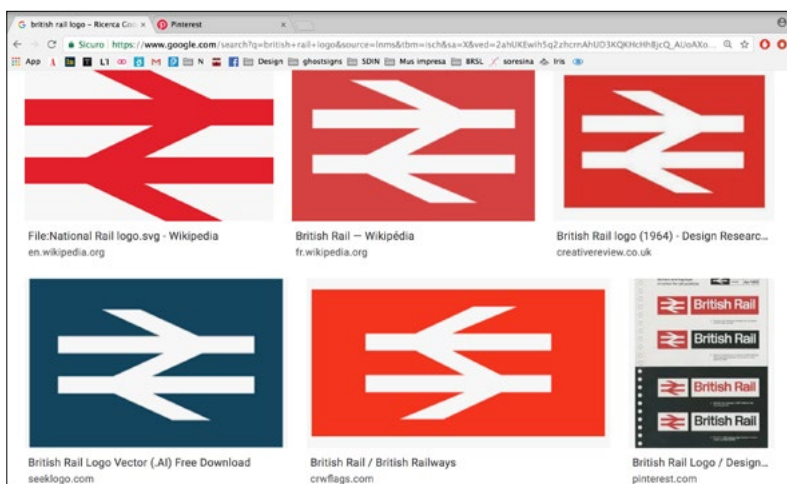 british rail logo – Ricerca Goo
Pinterest
Sicuro https://www.google.com/search?q=british+rail+logo&source=lnms&tbm=isch&sa=X&ved=
App
L1
N
Design
ghostsigns
SDIN
Mus impresa
BRSL
soresina
Iris
File:National Rail logo.svg - Wikipedia
en.wikipedia.org
British Rail — Wikipédia
fr.wikipedia.org
British Rail logo (1964) - Design Researc...
creativereview.co.uk
British Rail
British Rail
British Rail
British Rail
British Rail Logo Vector (.AI) Free Download
seeklogo.com
British Rail / British Railways
crwflags.com
British Rail Logo / Design...
pinterest.com